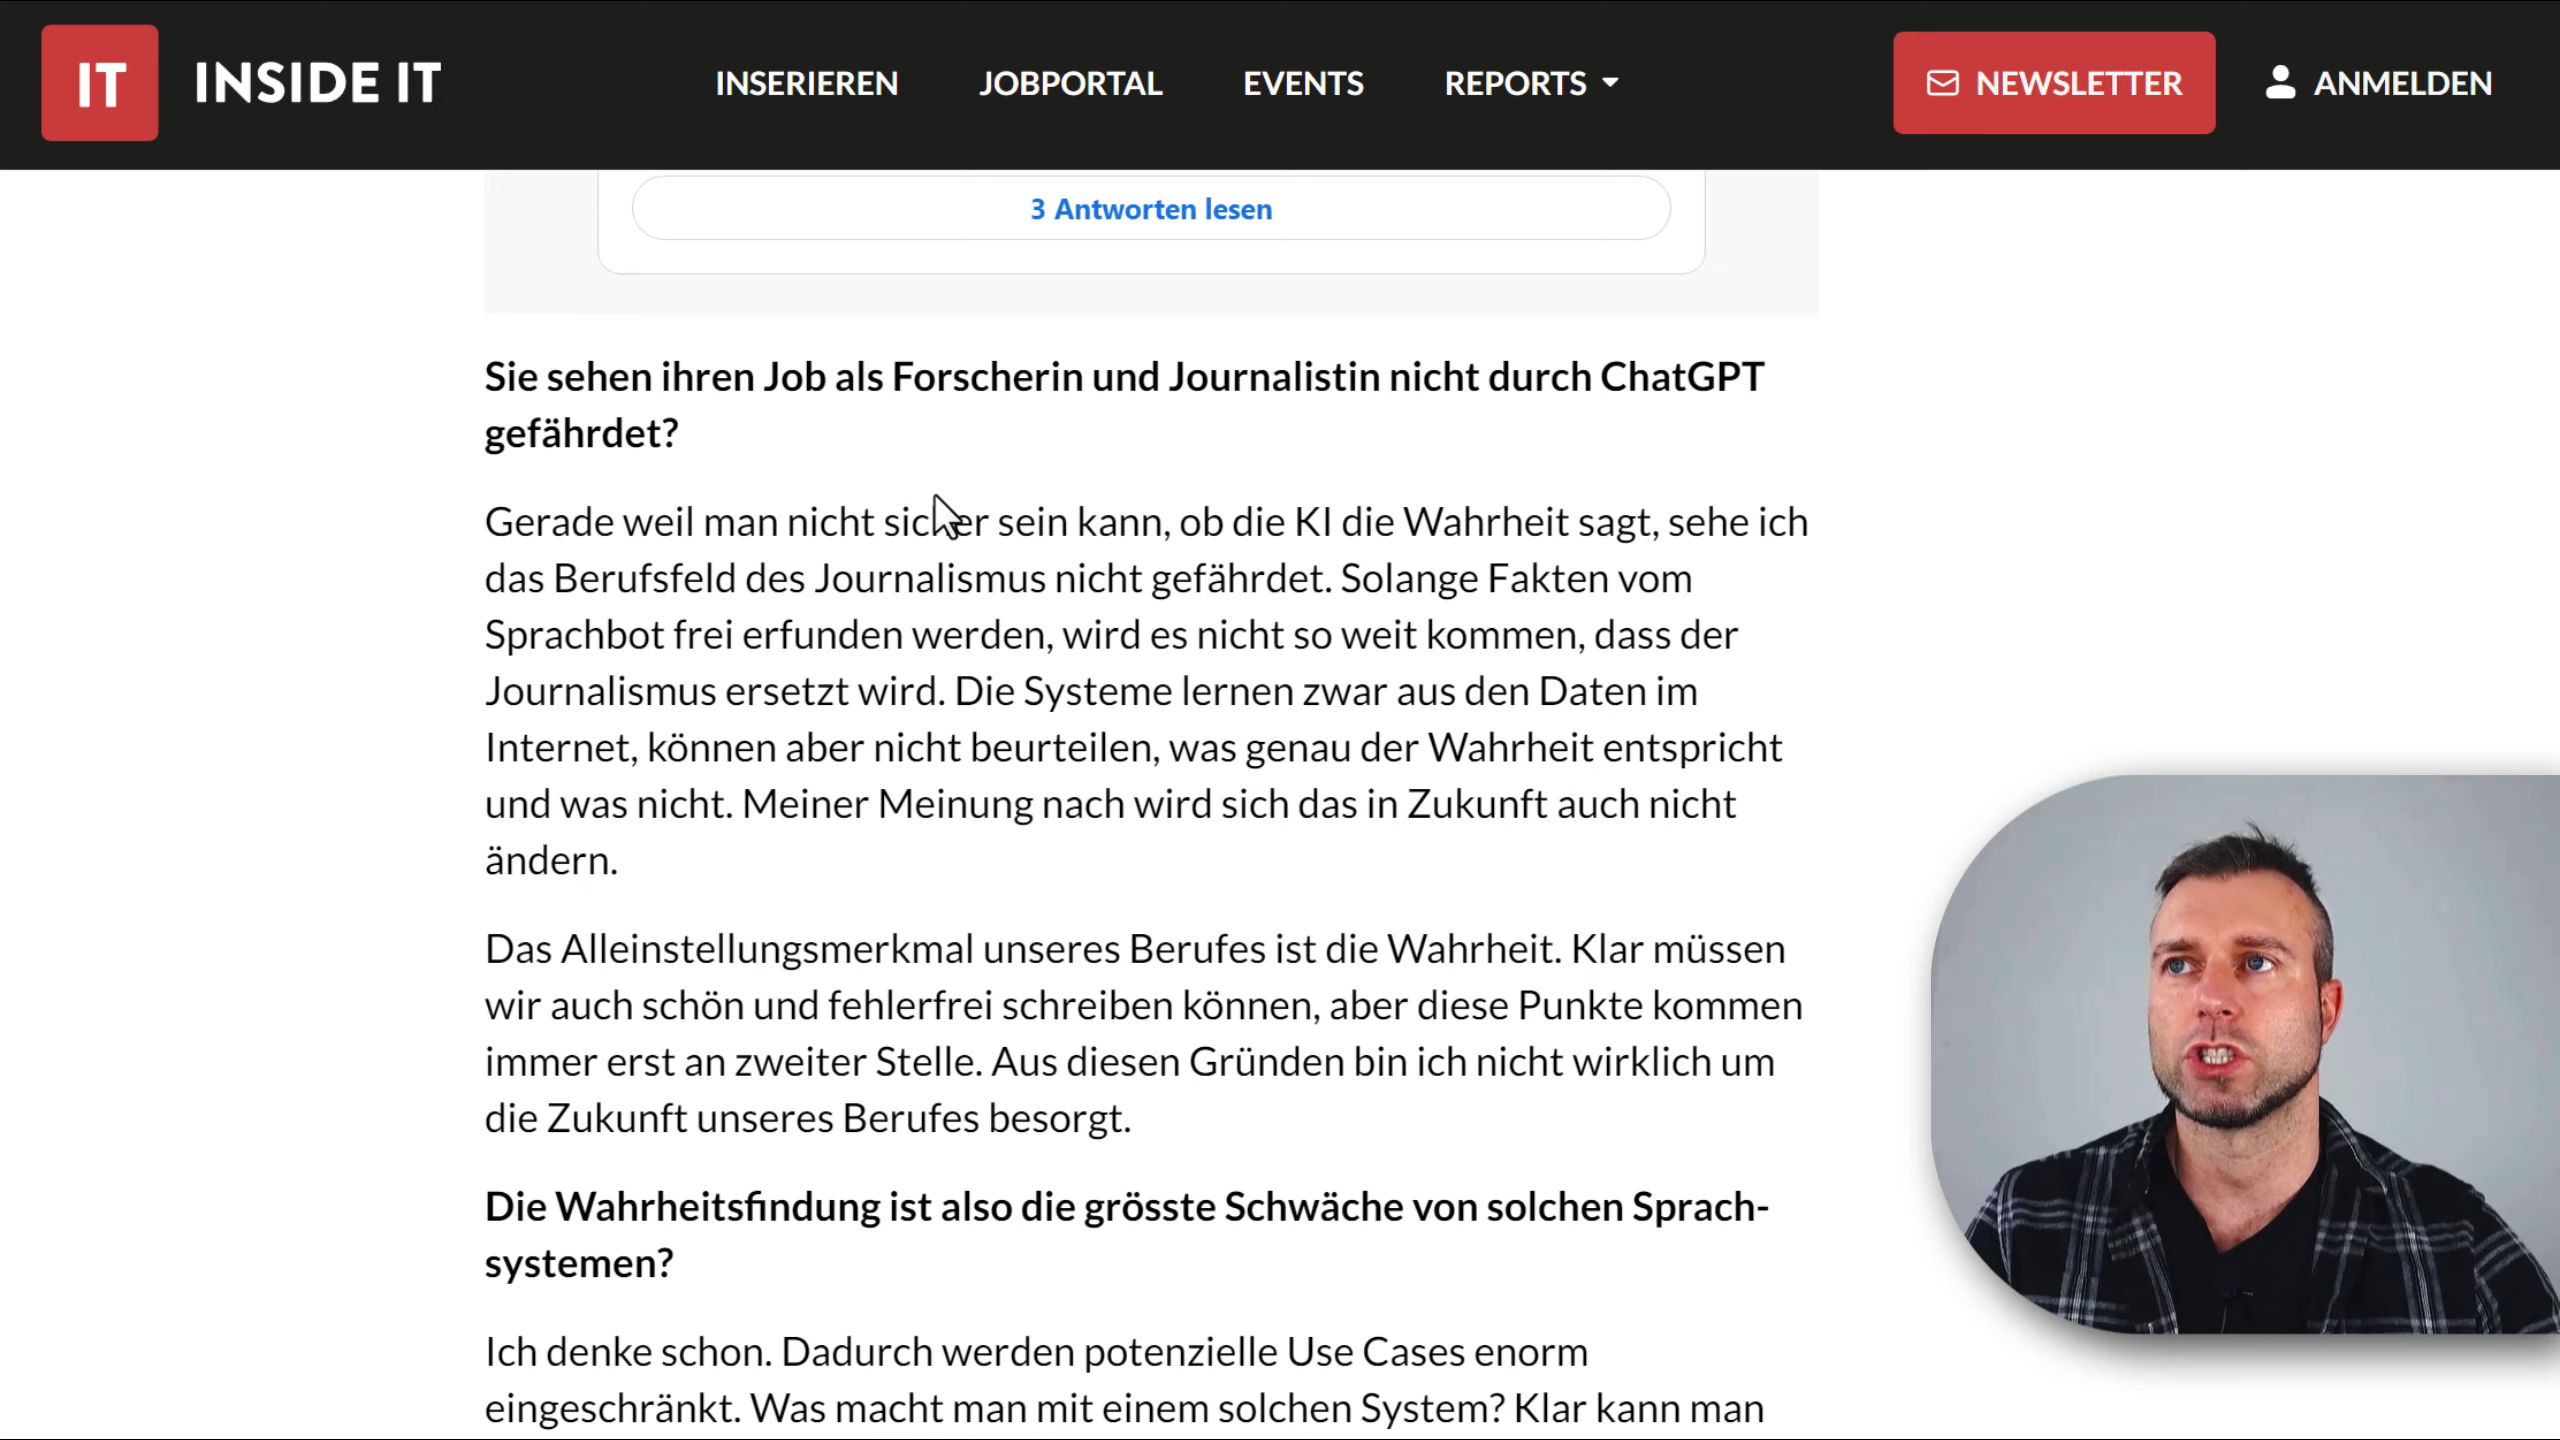 IT INSIDE IT INSERIEREN JOBPORTAL EVENTS REPORTS NEWSLETTER ANMELDEN
3 Antworten lesen
Sie sehen ihren Job als Forscherin und Journalistin nicht durch ChatGPT
gefährdet?
Gerade weil man nicht sicher sein kann, ob die KI die Wahrheit sagt, sehe ich
das Berufsfeld des Journalismus nicht gefährdet. Solange Fakten vom
Sprachbot frei erfunden werden, wird es nicht so weit kommen, dass der
Journalismus ersetzt wird. Die Systeme lernen zwar aus den Daten im
Internet, können aber nicht beurteilen, was genau der Wahrheit entspricht
und was nicht. Meiner Meinung nach wird sich das in Zukunft auch nicht
ändern.
Das Alleinstellungsmerkmal unseres Berufes ist die Wahrheit. Klar müssen
wir auch schön und fehlerfrei schreiben können, aber diese Punkte kommen
immer erst an zweiter Stelle. Aus diesen Gründen bin ich nicht wirklich um
die Zukunft unseres Berufes besorgt.
Die Wahrheitsfindung ist also die grösste Schwäche von solchen Sprach-
systemen?
Ich denke schon. Dadurch werden potenzielle Use Cases enorm
eingeschränkt. Was macht man mit einem solchen System? Klar kann man